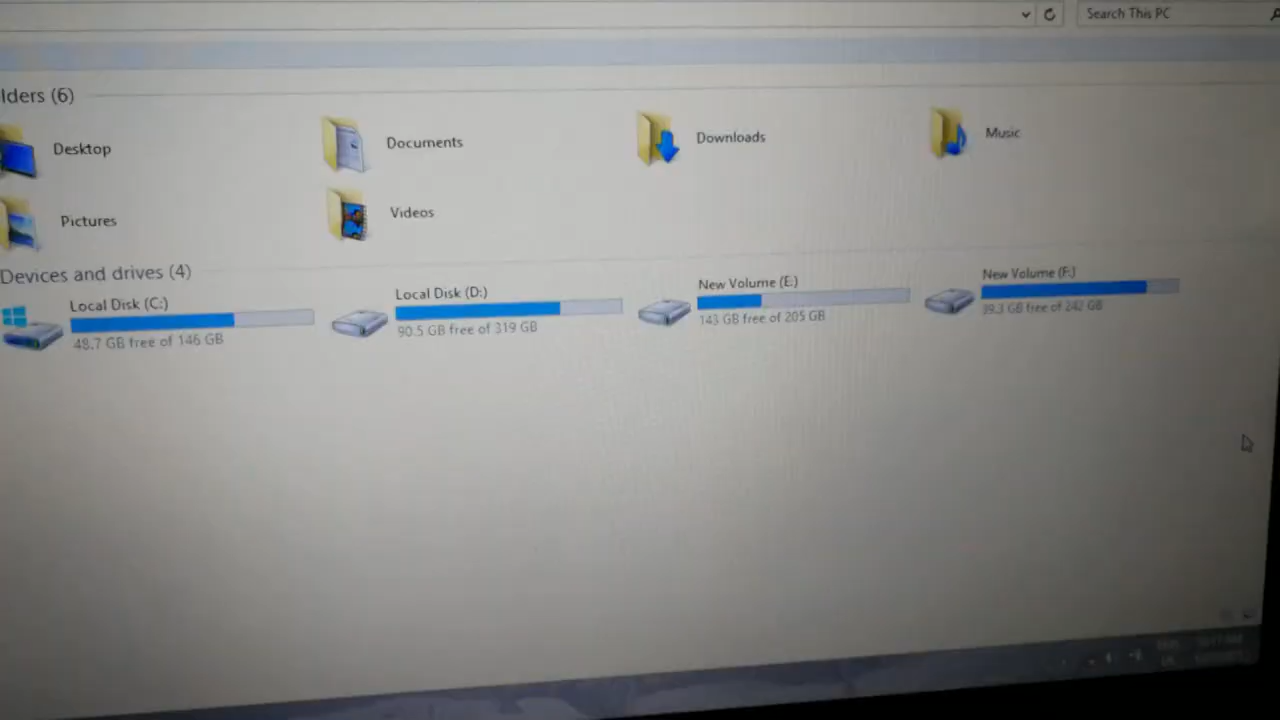 Search This PC
lders (6)
Desktop
Documents
Downloads
Music
Pictures
Videos
Devices and drives (4)
Local Disk (C:)
48.7 GB free of 146 GB
Local Disk (D:)
90.5 GB free of 319 GB
New Volume (E:)
143 GB free of 205 GB
New Volume (F:)
39.3 GB free of 242 GB